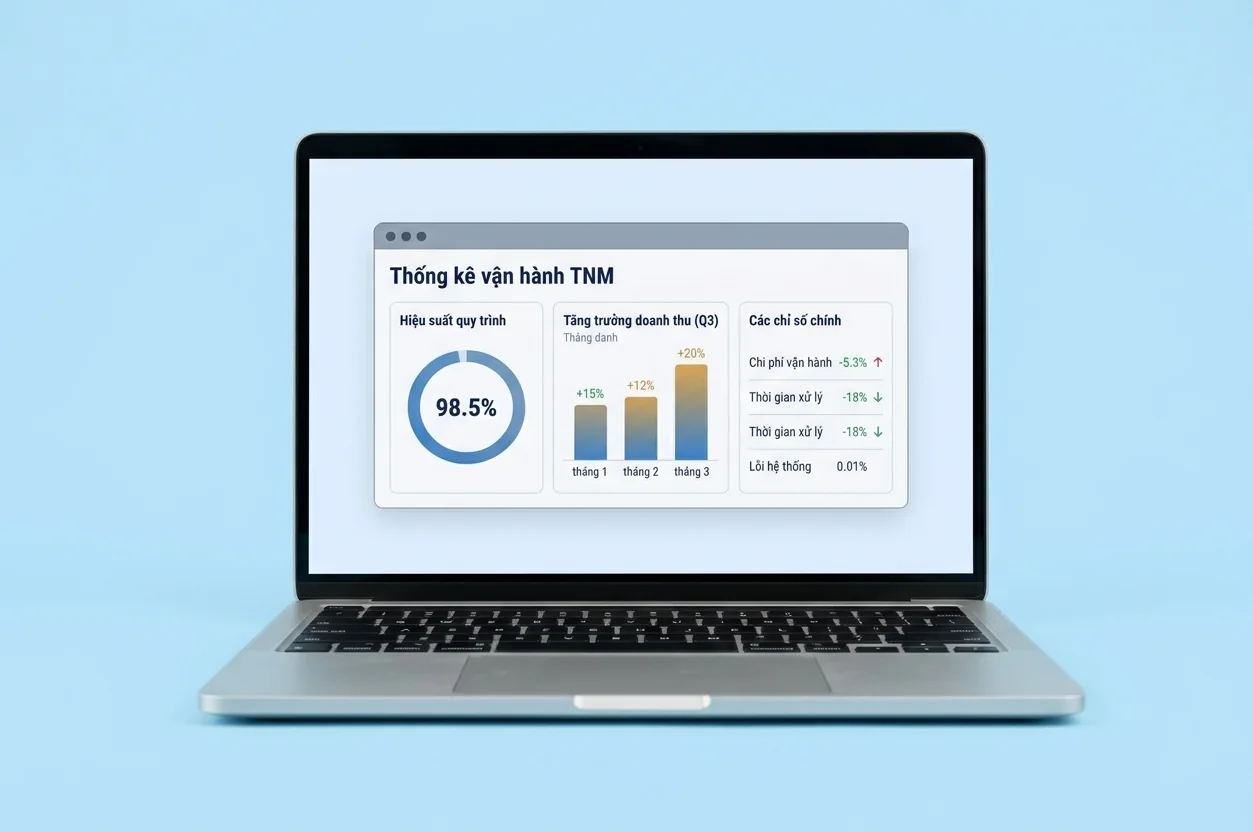 Thống kê vận hành TNM
Hiệu suất quy trình
98.5%
Tăng trưởng doanh thu (Q3)
Tháng danh
+15%
+12%
+20%
tháng 1
tháng 2
tháng 3
Các chỉ số chính
Chi phí vận hành -5.3% ↑
Thời gian xử lý -18% ↓
Thời gian xử lý -18% ↓
Lỗi hệ thống 0.01%